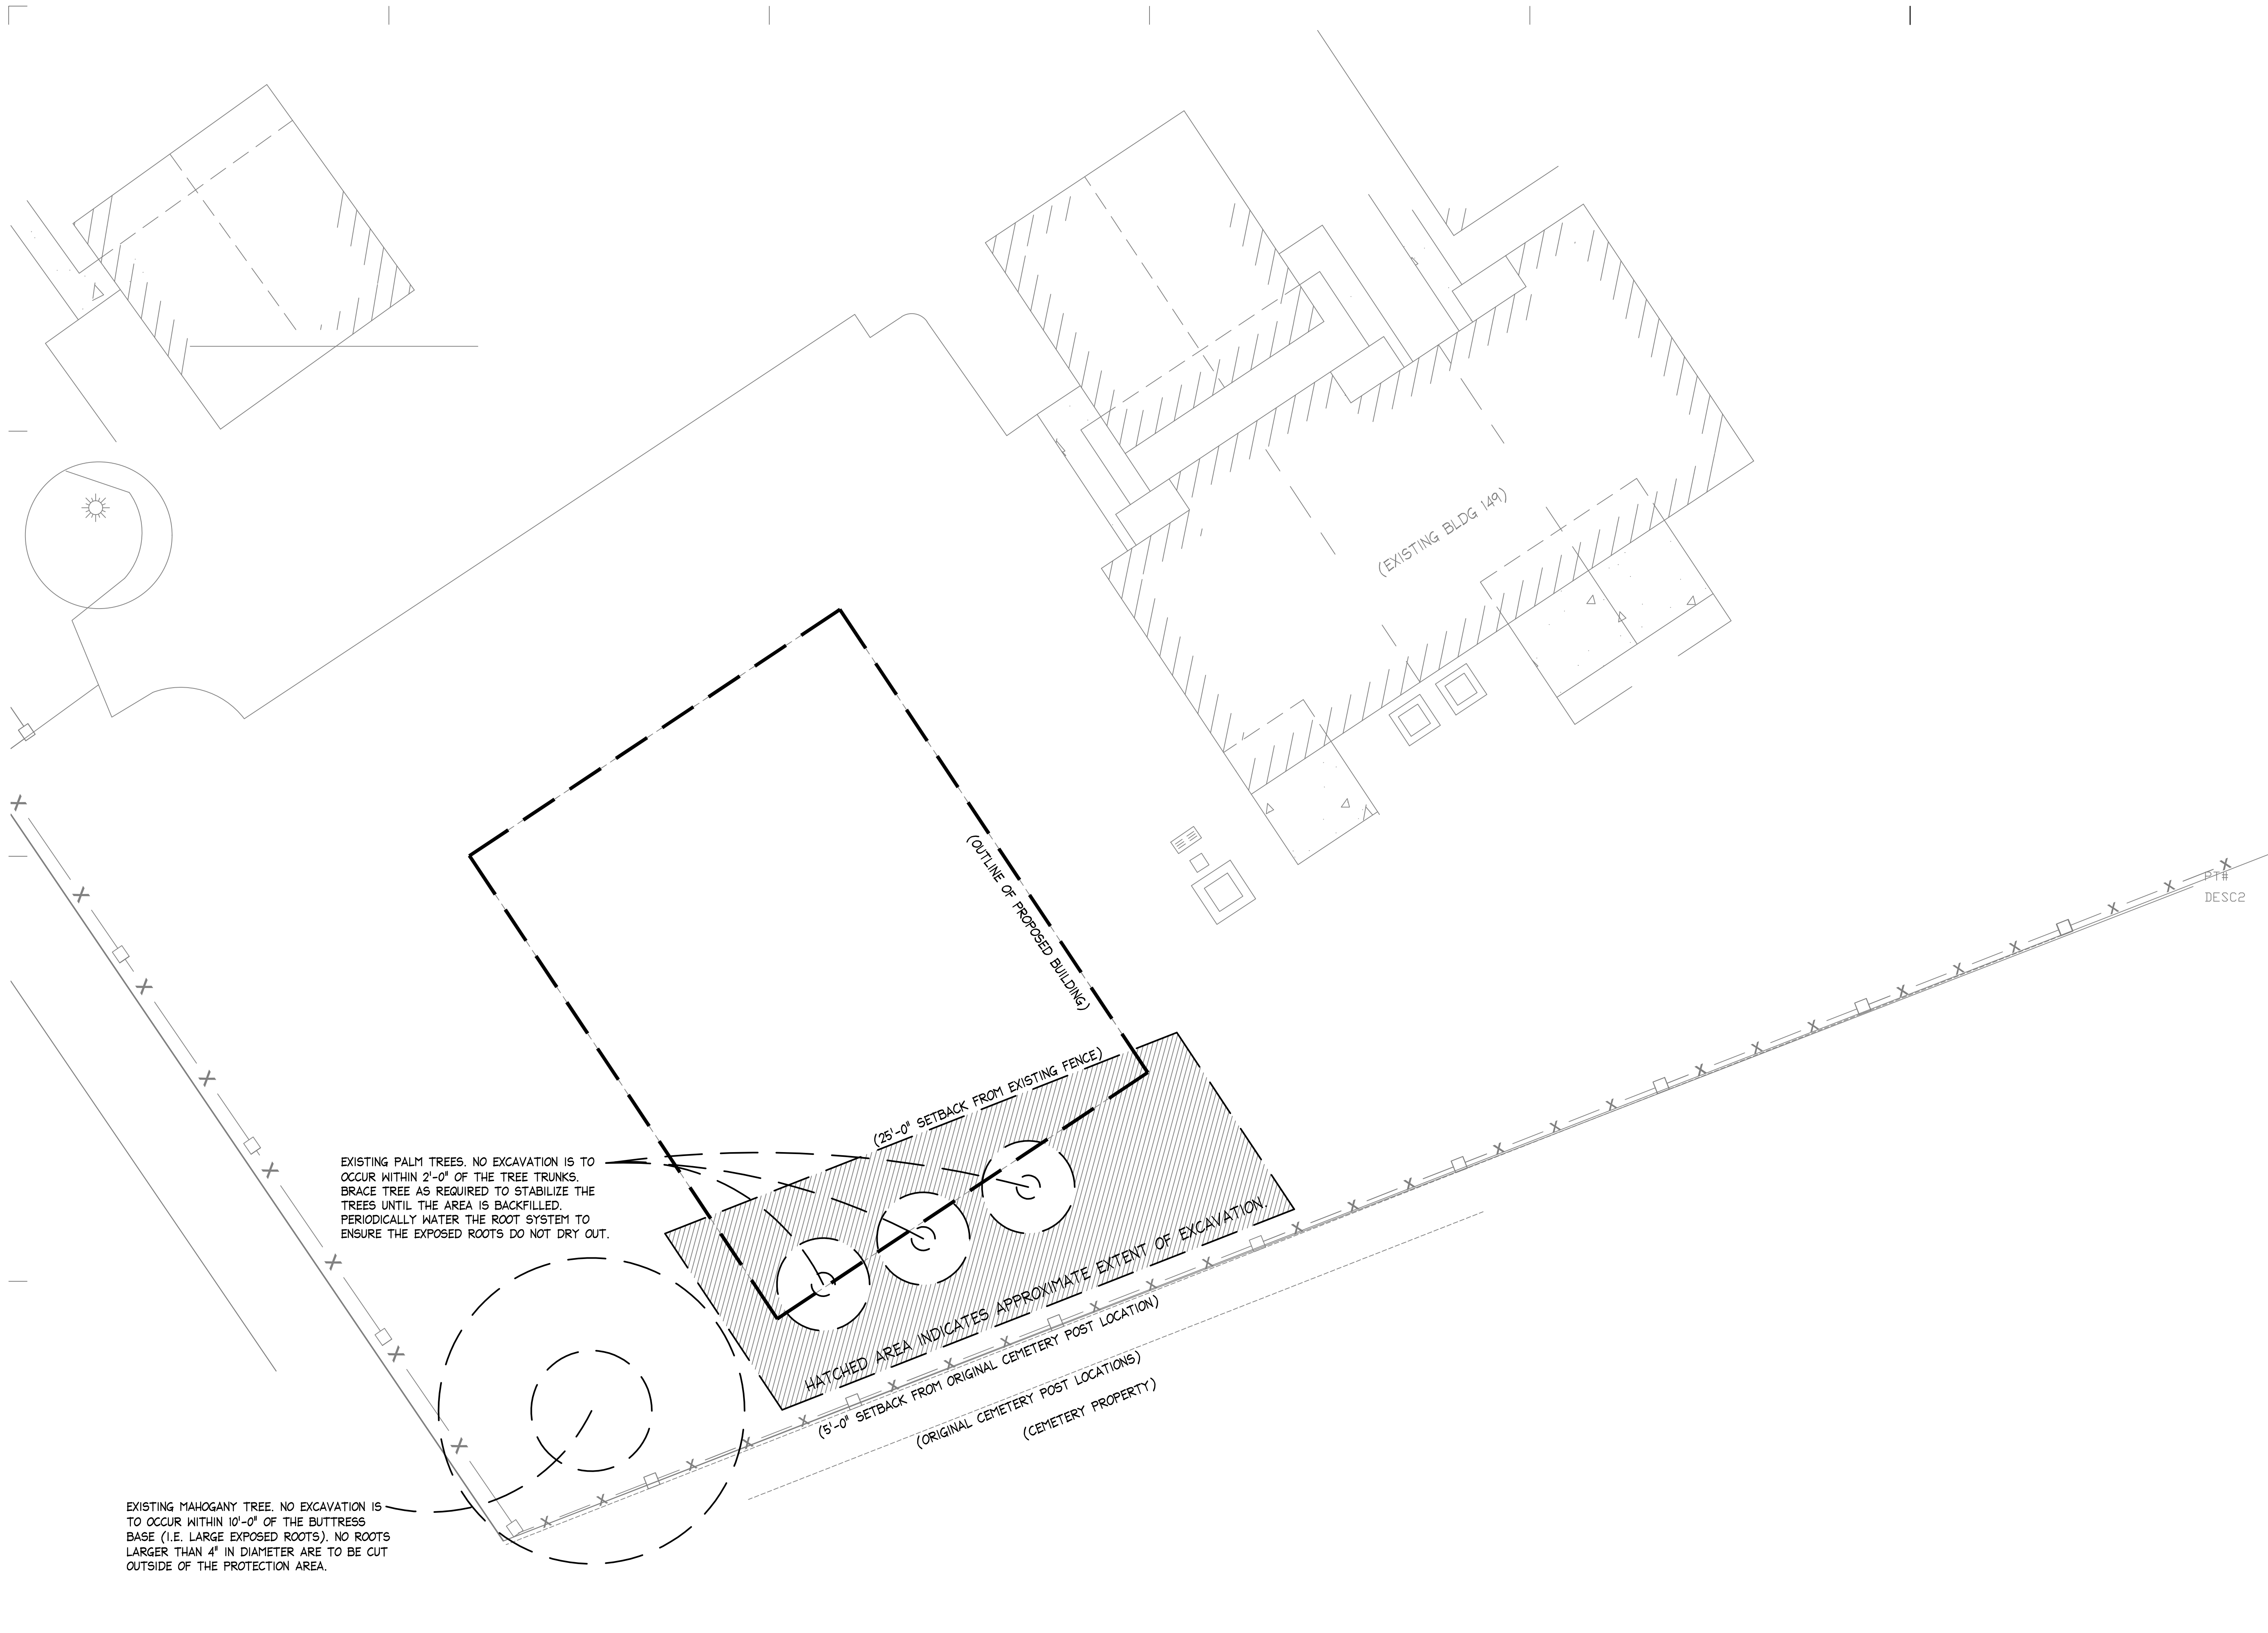 (EXISTING BLDG 149)
(OUTLINE OF PROPOSED BUILDING)
PT#
DESC2
(25'-0" SETBACK FROM EXISTING FENCE)
EXISTING PALM TREES. NO EXCAVATION IS TO
OCCUR WITHIN 2'-0" OF THE TREE TRUNKS.
BRACE TREE AS REQUIRED TO STABILIZE THE
TREES UNTIL THE AREA IS BACKFILLED.
PERIODICALLY WATER THE ROOT SYSTEM TO
ENSURE THE EXPOSED ROOTS DO NOT DRY OUT.
HATCHED AREA INDICATES APPROXIMATE EXTENT OF EXCAVATION.
(5'-0" SETBACK FROM ORIGINAL CEMETERY POST LOCATION)
(ORIGINAL CEMETERY POST LOCATIONS)
(CEMETERY PROPERTY)
EXISTING MAHOGANY TREE. NO EXCAVATION IS
TO OCCUR WITHIN 10'-0" OF THE BUTTRESS
BASE (I.E. LARGE EXPOSED ROOTS). NO ROOTS
LARGER THAN 4" IN DIAMETER ARE TO BE CUT
OUTSIDE OF THE PROTECTION AREA.